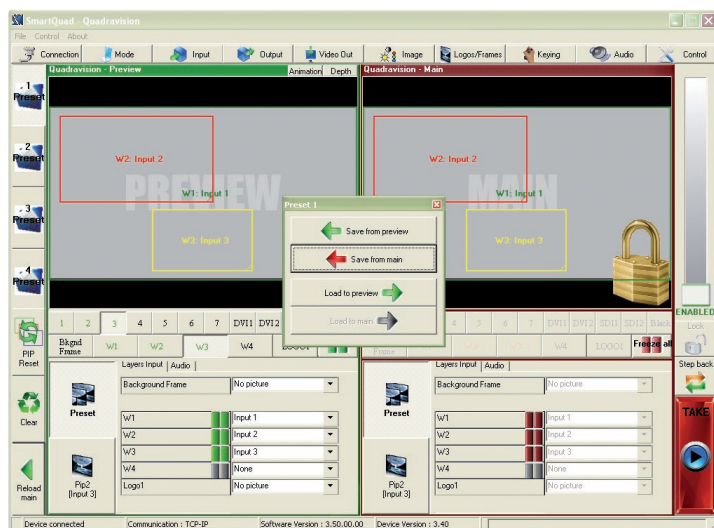 SmartQuad - Quadravision
File Control About
Connection Mode Input Output Video Out Image Logos/Frames Keying Audio Control
Quadravision - Preview Animation Depth Quadravision - Main
1
Preset
2
Preset
3
Preset
4
Preset
PIP
Reset
Clear
Reload
main
W2: Input 2
PREVIEW
W1: Input 1
W3: Input 3
W2: Input 2
MAIN
W1: Input 1
W3: Input 3
Preset 1
Save from preview
Save from main
Load to preview
Load to main
1 2 3 4 5 6 7 DVI1 DVI2
4 5 6 7 DVI1 DVI2 SDI1 SDI2 Black
Bkgnd
Frame W1 W2 W3 W4 LOGO1
Frame W4 LOGO1 Freeze all
Layers Input Audio
Background Frame No picture
Preset
W1 Input 1
W2 Input 2
W3 Input 3
W4 None
Logo1 No picture
Pip2
[Input 3]
Layers Input Audio
Background Frame No picture
Preset
W1 Input 1
W2 Input 2
W3 Input 3
W4 None
Logo1 No picture
Pip2
[Input 3]
ENABLED
Lock
Step back
TAKE
Device connected Communication : TCP-IP Software Version : 3.50.00.00 Device Version : 3.40